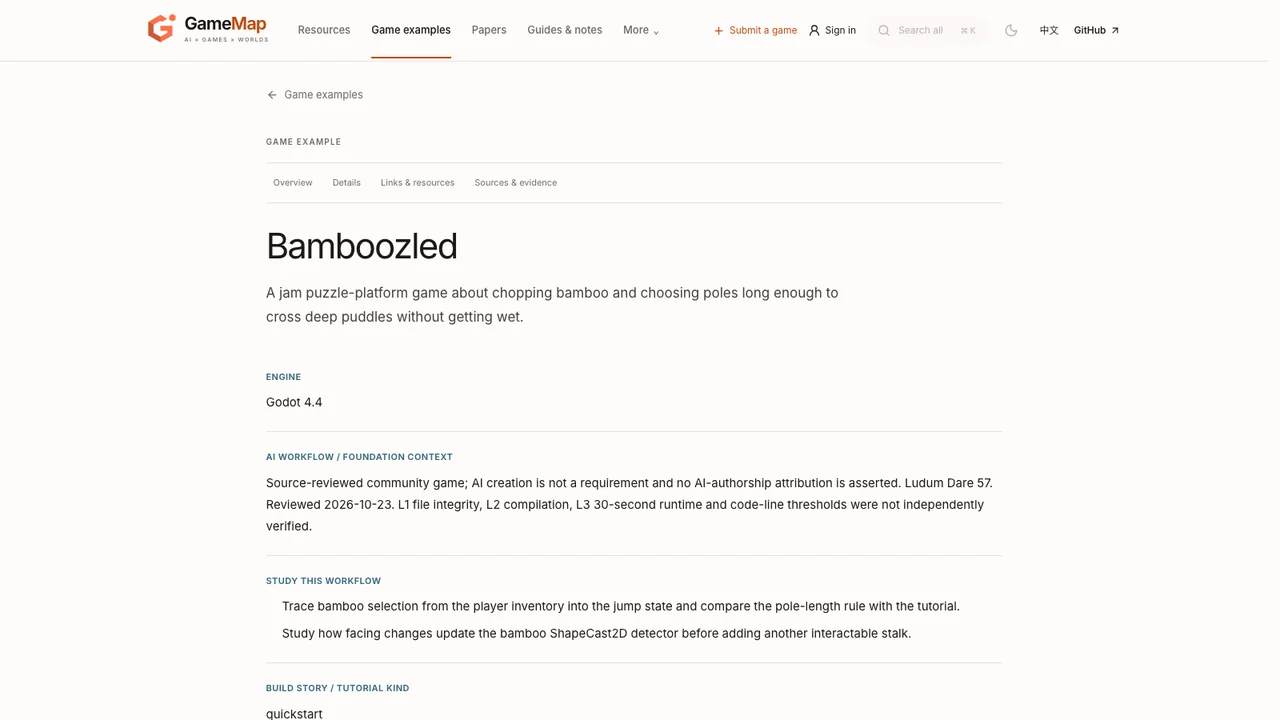 GameMap
AI × GAMES × WORLDS
Resources
Game examples
Papers
Guides & notes
More
+ Submit a game
Sign in
Search all
⌘ K
中文
GitHub ↗
← Game examples
GAME EXAMPLE
Overview
Details
Links & resources
Sources & evidence
Bamboozled
A jam puzzle-platform game about chopping bamboo and choosing poles long enough to
cross deep puddles without getting wet.
ENGINE
Godot 4.4
AI WORKFLOW / FOUNDATION CONTEXT
Source-reviewed community game; AI creation is not a requirement and no AI-authorship attribution is asserted. Ludum Dare 57.
Reviewed 2026-10-23. L1 file integrity, L2 compilation, L3 30-second runtime and code-line thresholds were not independently
verified.
STUDY THIS WORKFLOW
Trace bamboo selection from the player inventory into the jump state and compare the pole-length rule with the tutorial.
Study how facing changes update the bamboo ShapeCast2D detector before adding another interactable stalk.
BUILD STORY / TUTORIAL KIND
quickstart